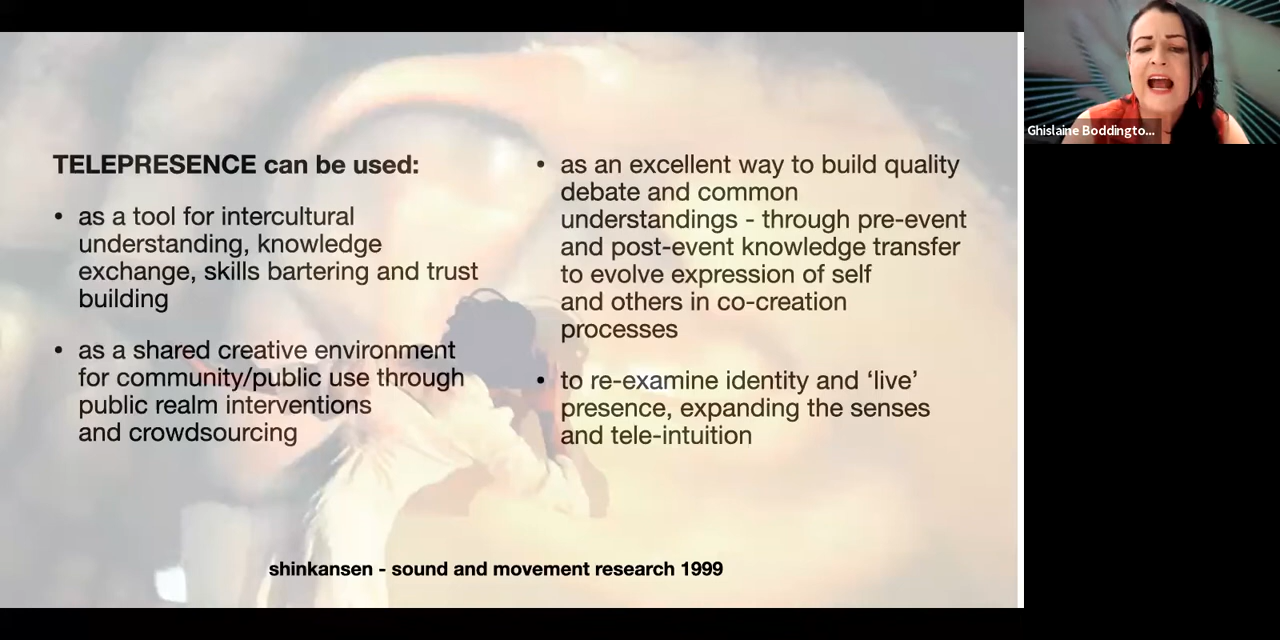 TELEPRESENCE can be used:
• as a tool for intercultural
understanding, knowledge
exchange, skills bartering and trust
building
• as a shared creative environment
for community/public use through
public realm interventions
and crowdsourcing
• as an excellent way to build quality
debate and common
understandings - through pre-event
and post-event knowledge transfer
to evolve expression of self
and others in co-creation
processes
• to re-examine identity and ‘live’
presence, expanding the senses
and tele-intuition
shinkansen - sound and movement research 1999
Ghislaine Boddingto...